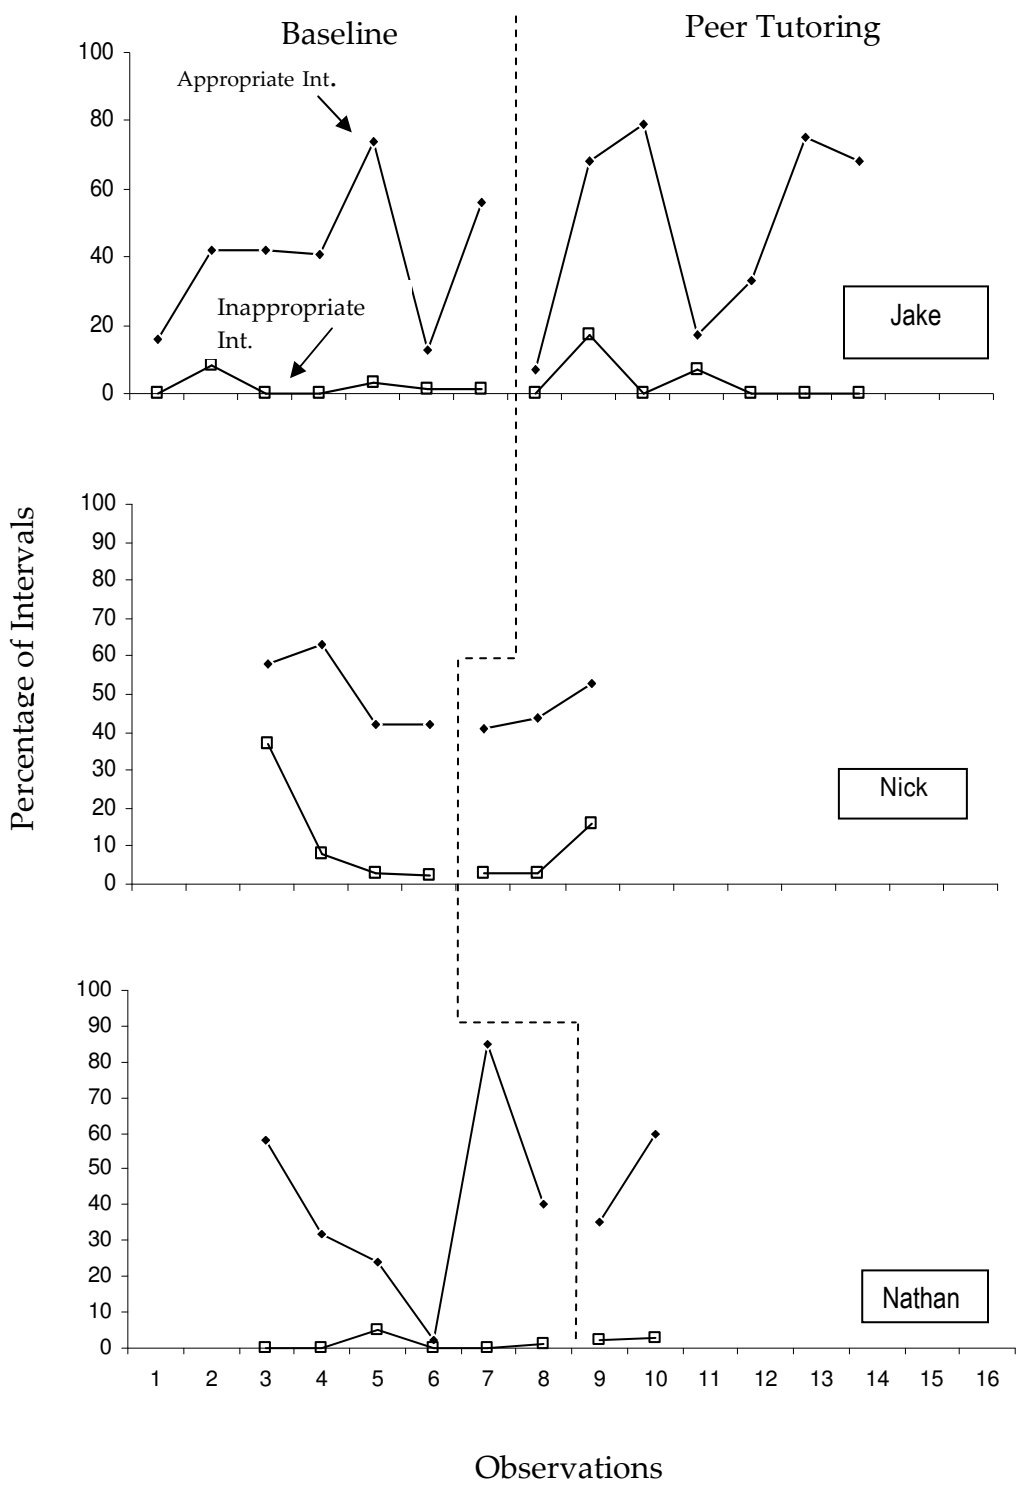 Baseline
Peer Tutoring
100
80
60
40
20
0
Appropriate Int.
Inappropriate
Int.
Jake
Percentage of Intervals
100
90
80
70
60
50
40
30
20
10
0
Nick
100
90
80
70
60
50
40
30
20
10
0
Nathan
1 2 3 4 5 6 7 8 9 10 11 12 13 14 15 16
Observations